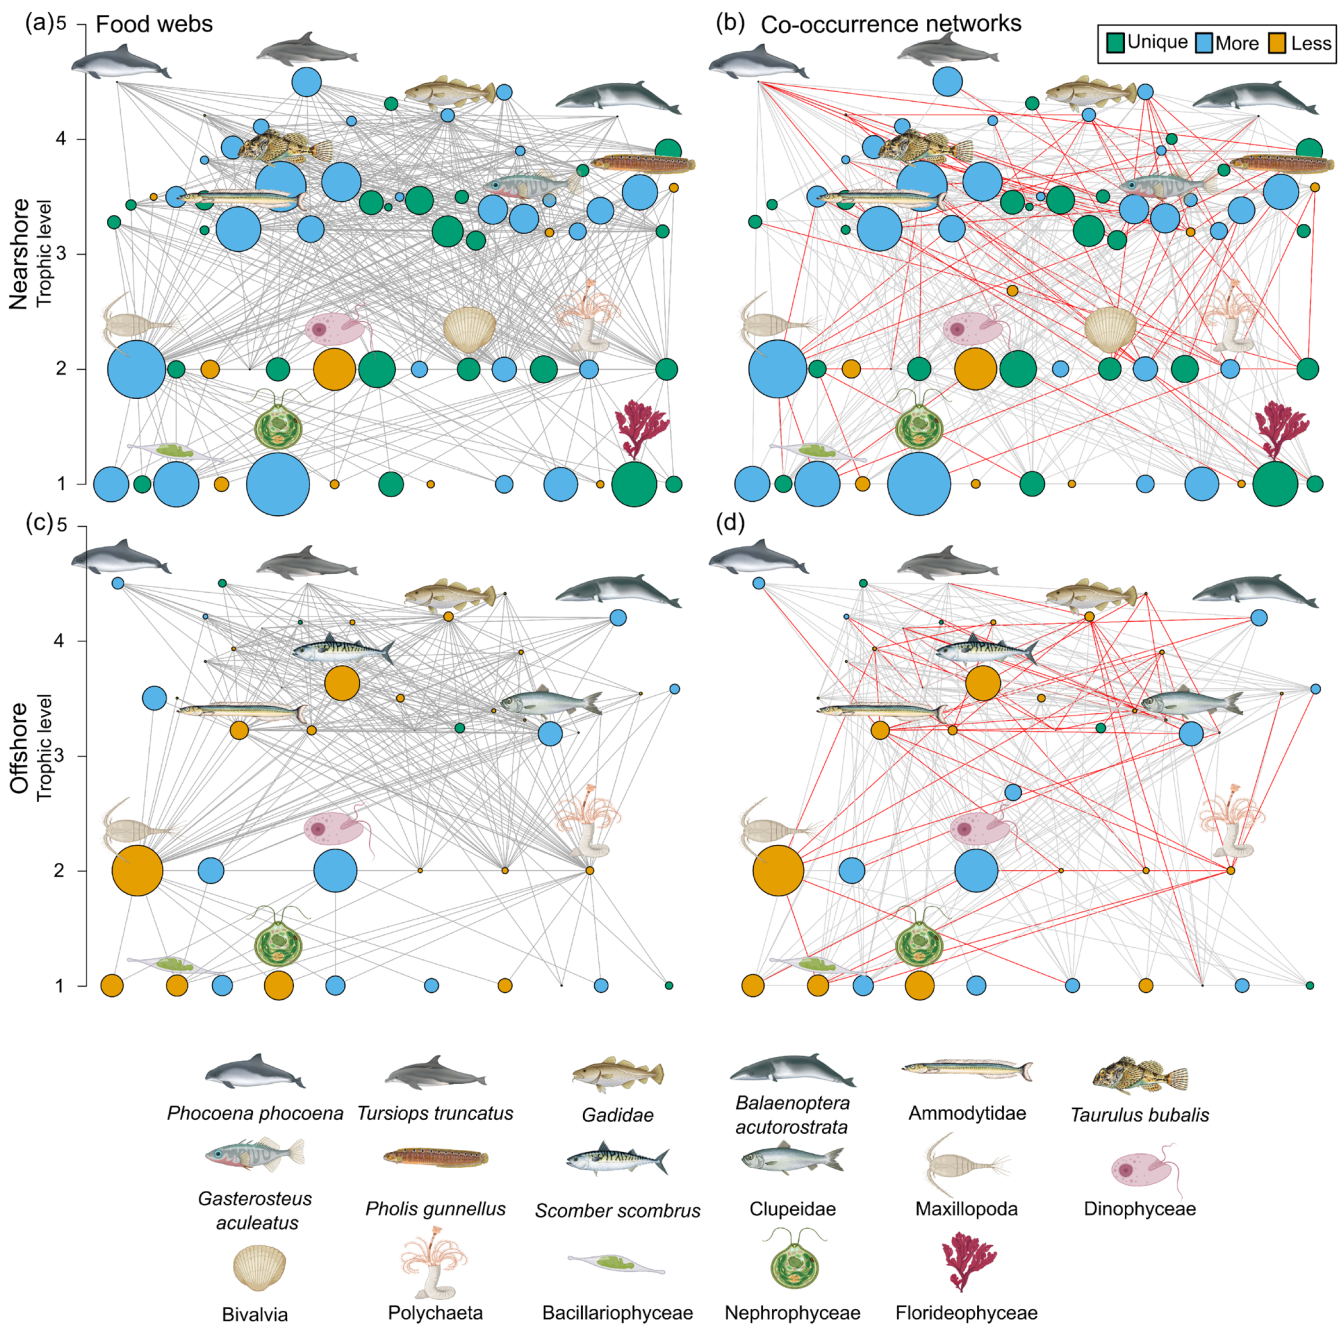 (a) Food webs
(b) Co-occurrence networks
Unique More Less
5
4
3
2
1
Nearshore
Trophic level
(c)
(d)
5
4
3
2
1
Offshore
Trophic level
Phocoena phocoena
Tursiops truncatus
Gadidae
Balaenoptera
acutorostrata
Ammodytidae
Taurulus bubalis
Gasterosteus
aculeatus
Pholis gunnellus
Scomber scombrus
Clupeidae
Maxillopoda
Dinophyceae
Bivalvia
Polychaeta
Bacillariophyceae
Nephrophyceae
Florideophyceae